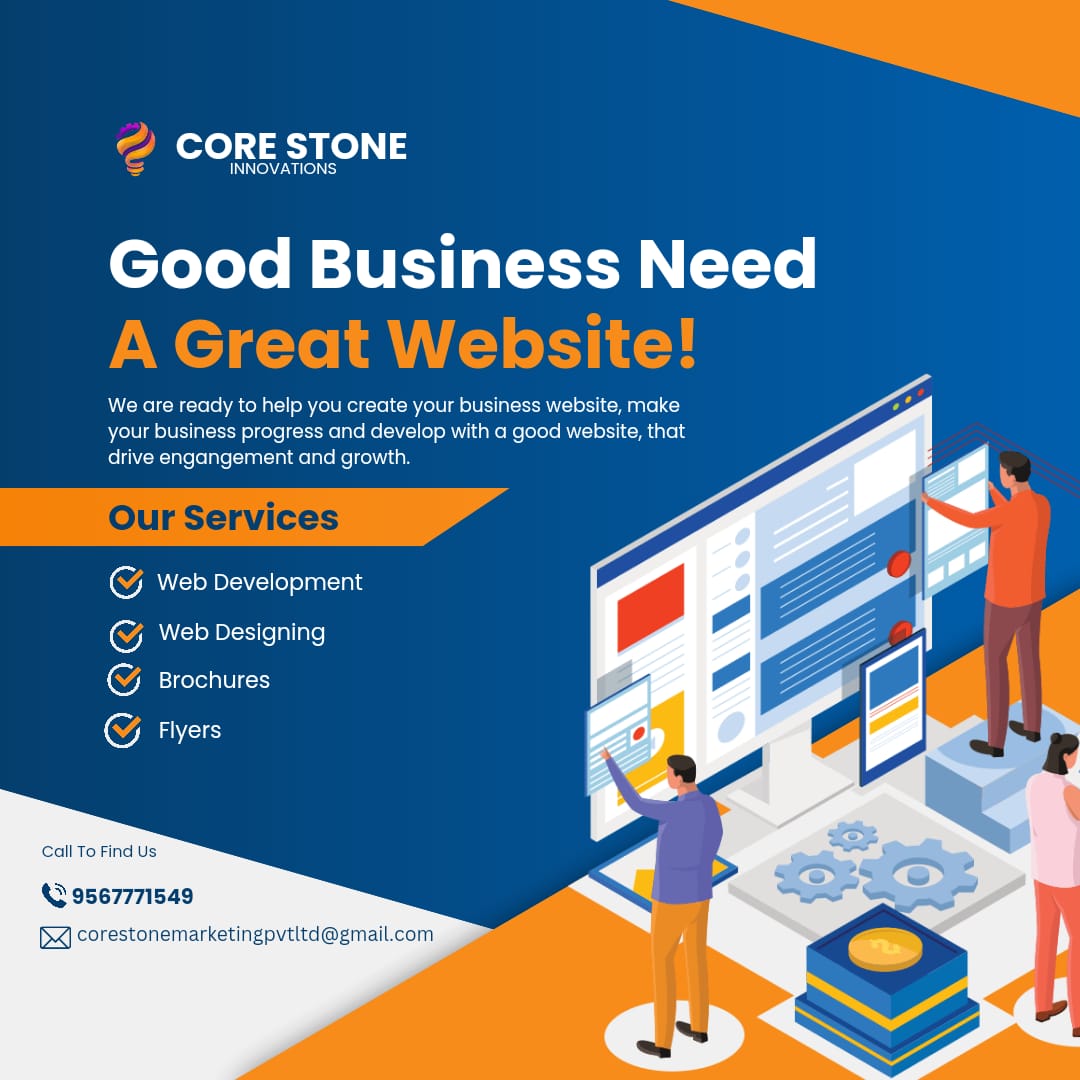 CORE STONE
INNOVATIONS
Good Business Need
A Great Website!
We are ready to help you create your business website, make
your business progress and develop with a good website, that
drive engangement and growth.
Our Services
Web Development
Web Designing
Brochures
Flyers
Call To Find Us
9567771549
corestonemarketingpvtltd@gmail.com